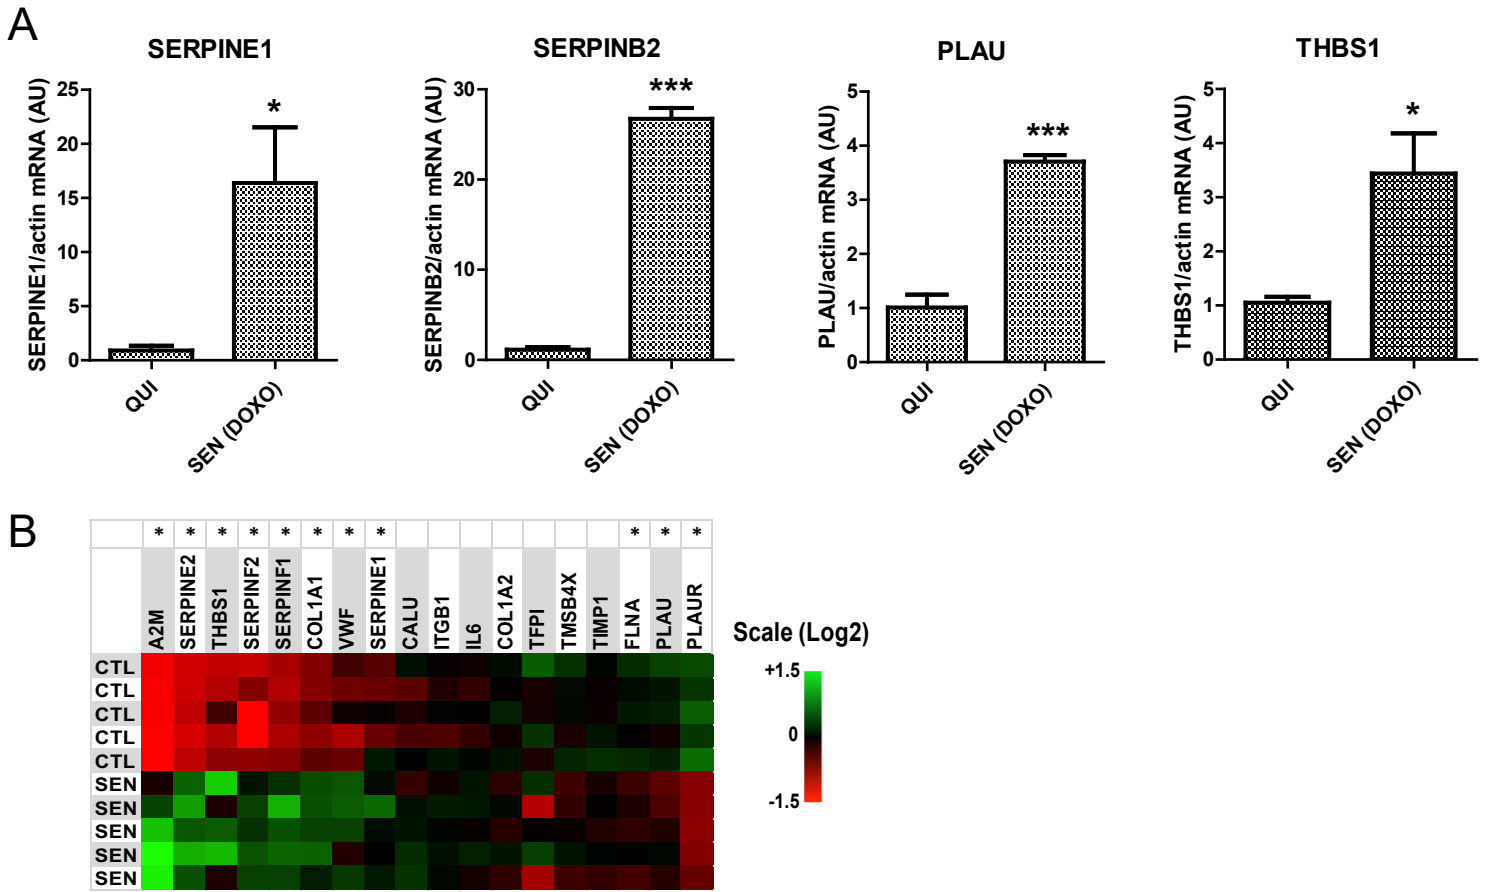 A
SERPINE1
SERPINB2
PLAU
THBS1
SERPINE1/actin mRNA (AU)
25
20
15
10
5
0
*
QUI
SEN (DOXO)
SERPINB2/actin mRNA (AU)
30
20
10
0
***
QUI
SEN (DOXO)
PLAU/actin mRNA (AU)
5
4
3
2
1
0
***
QUI
SEN (DOXO)
THBS1/actin mRNA (AU)
5
4
3
2
1
0
*
QUI
SEN (DOXO)
B
* * * * * * * * * * *
A2M SERPINE2 THBS1 SERPINF2 SERPINF1 COL1A1 VWF SERPINE1 CALU ITGB1 IL6 COL1A2 TFPI TMSB4X TIMP1 FLNA PLAU PLAUR
CTL
CTL
CTL
CTL
CTL
SEN
SEN
SEN
SEN
SEN
Scale (Log2)
+1.5
0
-1.5